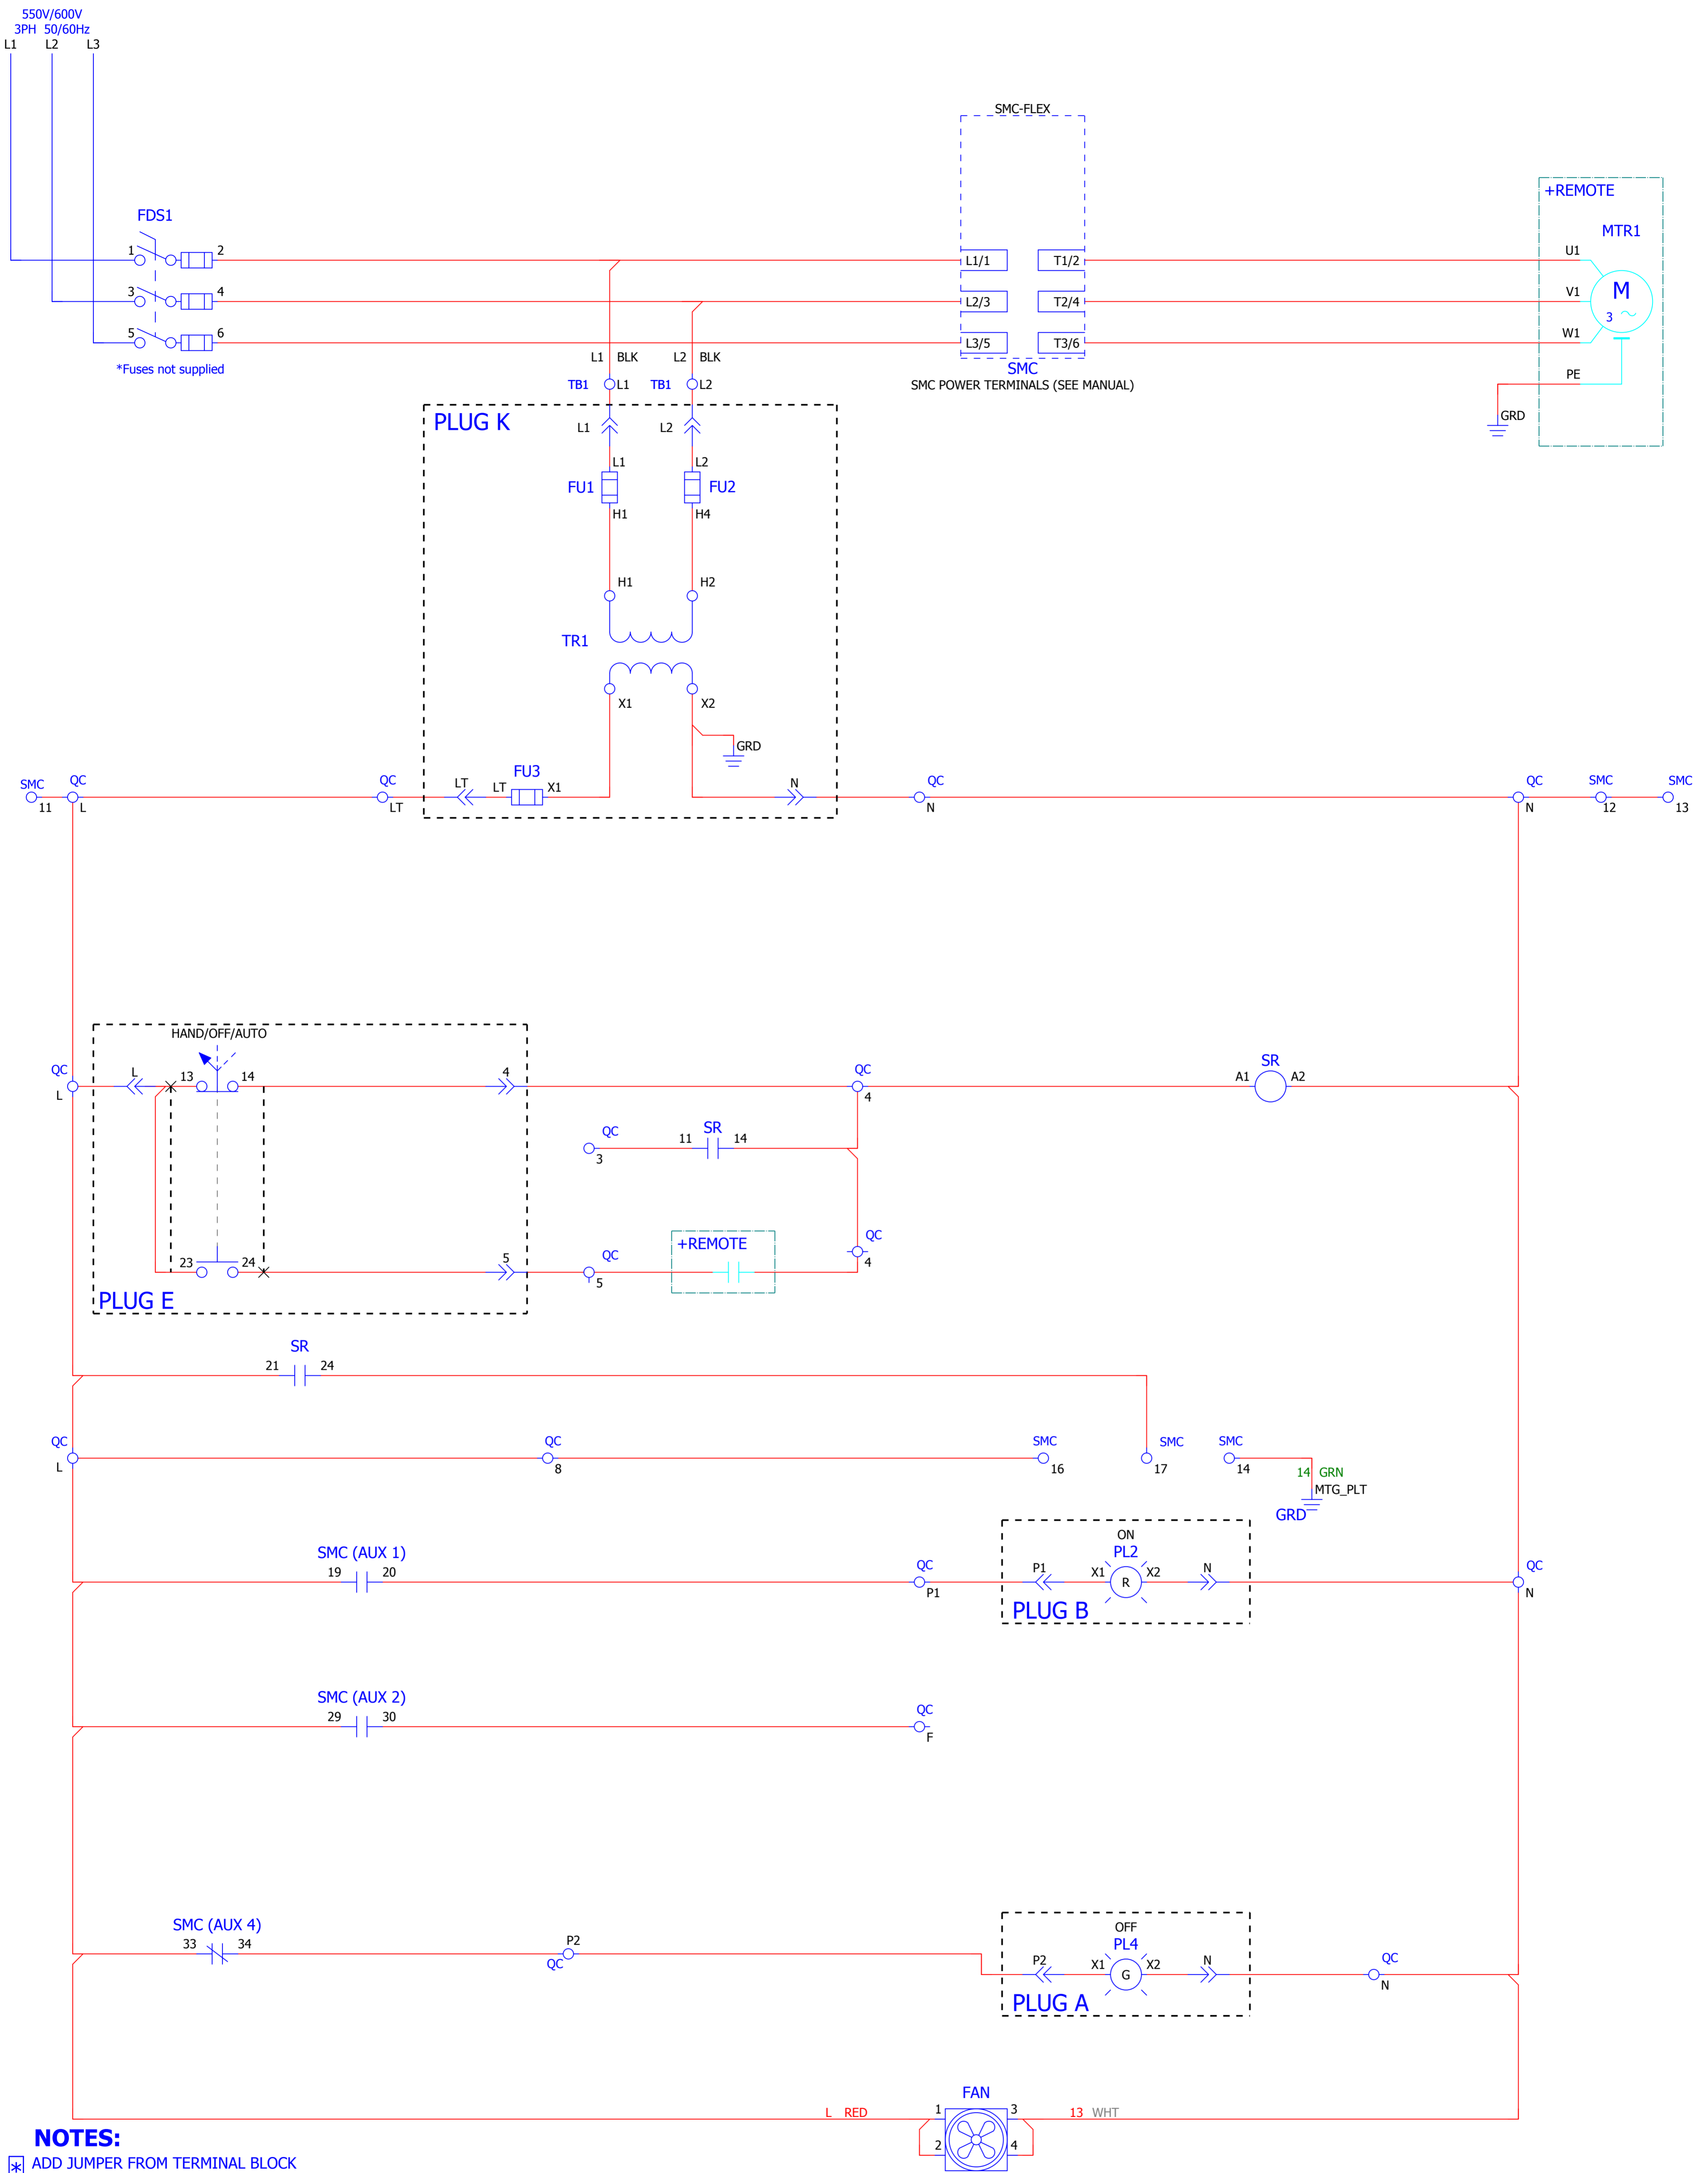 550V/600V
3PH 50/60Hz
L1 L2 L3
SMC-FLEX
+REMOTE
FDS1
MTR1
1 2
L1/1 T1/2
U1
3 4
L2/3 T2/4
V1
M
3
5 6
L3/5 T3/6
W1
*Fuses not supplied
L1 BLK L2 BLK
SMC
SMC POWER TERMINALS (SEE MANUAL)
PE
TB1 L1 TB1 L2
GRD
PLUG K
L1 L2
L1 L2
FU1 FU2
H1 H4
H1 H2
TR1
X1 X2
GRD
SMC QC QC LT LT FU3 X1 N QC QC SMC SMC
11 L LT N N 12 13
HAND/OFF/AUTO
QC L 13 14 4 QC A1 SR A2
L 4
QC 11 SR 14
3
+REMOTE
QC
4
23 24 5 QC
5
PLUG E
SR
21 24
QC QC SMC SMC SMC
L 8 16 17 14
14 GRN
MTG_PLT
GRD
ON
SMC (AUX 1)
19 20
QC P1 X1 PL2 X2 N QC
P1 R N
PLUG B
SMC (AUX 2)
29 30
QC
F
SMC (AUX 4)
33 34
P2
QC
OFF
PL4
P2 X1 G X2 N QC
N
PLUG A
FAN
L RED 1 3 13 WHT
2 4
NOTES:
* ADD JUMPER FROM TERMINAL BLOCK